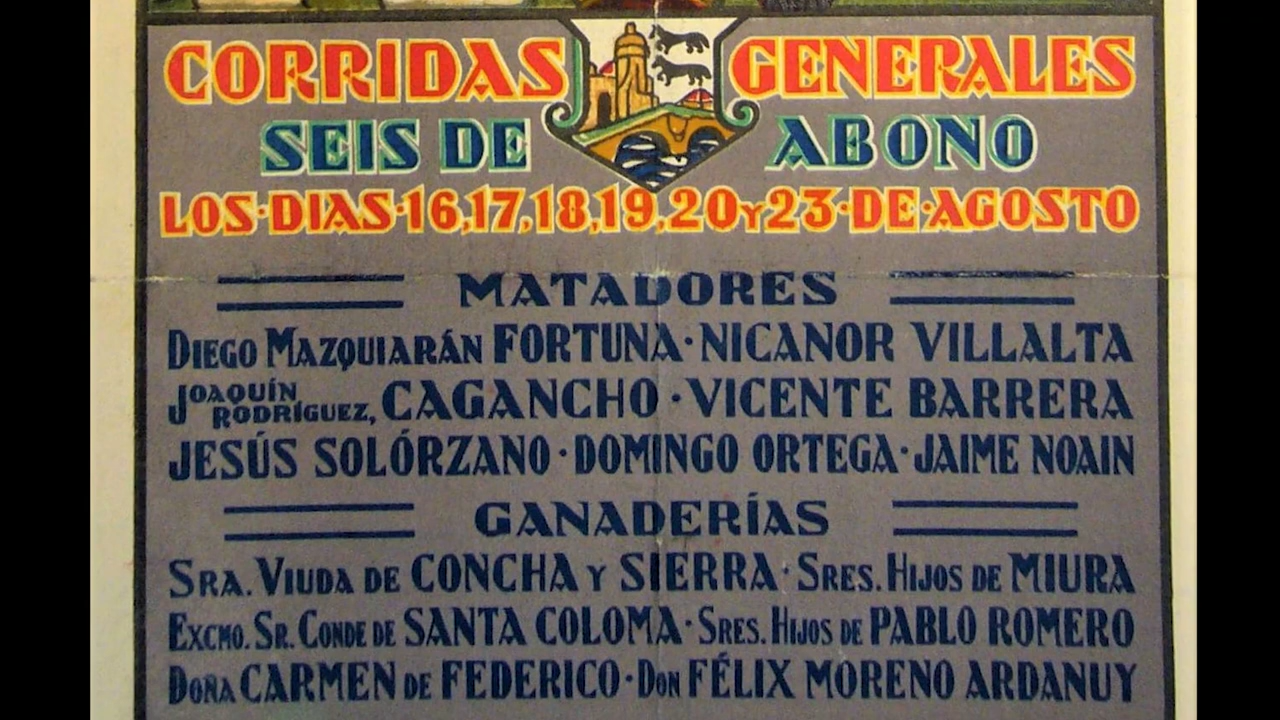 CORRIDAS GENERALES
SEIS DE ABONO
LOS·DIAS·16,17,18,19,20 Y 23·DE·AGOSTO
MATADORES
DIEGO MAZQUIARÁN FORTUNA·NICANOR VILLALTA
JOAQUÍN RODRÍGUEZ, CAGANCHO·VICENTE BARRERA
JESÚS SOLÓRZANO·DOMINGO ORTEGA·JAIME NOAIN
GANADERÍAS
SRA. VIUDA DE CONCHA Y SIERRA·SRES. HIJOS DE MIURA
EXCMO. SR. CONDE DE SANTA COLOMA·SRES. HIJOS DE PABLO ROMERO
DOÑA CARMEN DE FEDERICO·DON FÉLIX MORENO ARDANUY